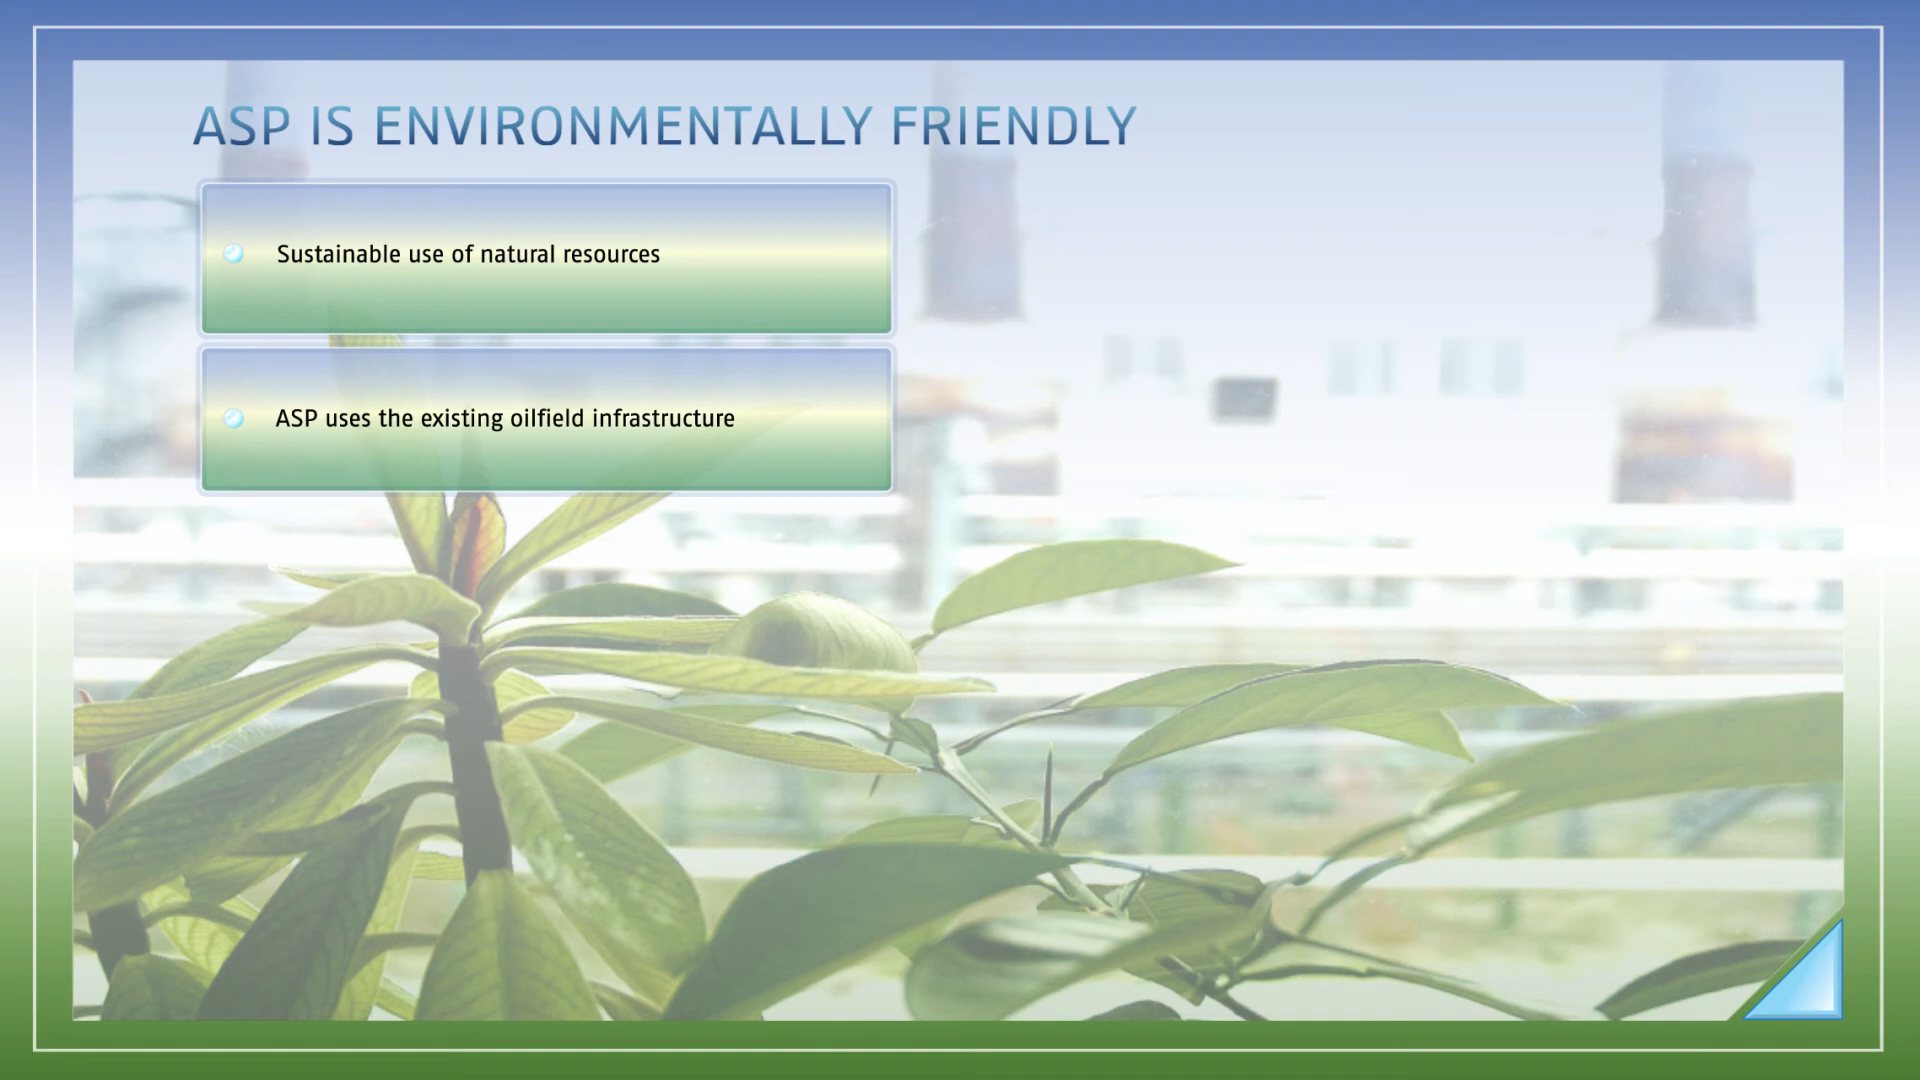 ASP IS ENVIRONMENTALLY FRIENDLY
Sustainable use of natural resources
ASP uses the existing oilfield infrastructure